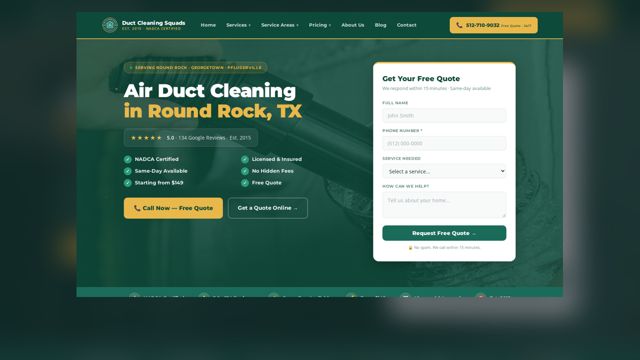 Duct Cleaning Squads
EST. 2015 · NADCA CERTIFIED
Home
Services
Service Areas
Pricing
About Us
Blog
Contact
📞 512-710-9032 Free Quote · 24/7
SERVING ROUND ROCK · GEORGETOWN · PFLUGERVILLE
Air Duct Cleaning
in Round Rock, TX
★★★★★ 5.0 · 134 Google Reviews · Est. 2015
✓ NADCA Certified
✓ Licensed & Insured
✓ Same-Day Available
✓ No Hidden Fees
✓ Starting from $149
✓ Free Quote
📞 Call Now — Free Quote
Get a Quote Online →
Get Your Free Quote
We respond within 15 minutes · Same-day available
FULL NAME
John Smith
PHONE NUMBER *
(512) 000-0000
SERVICE NEEDED
Select a service...
HOW CAN WE HELP?
Tell us about your home...
Request Free Quote →
🔒 No spam. We call within 15 minutes.